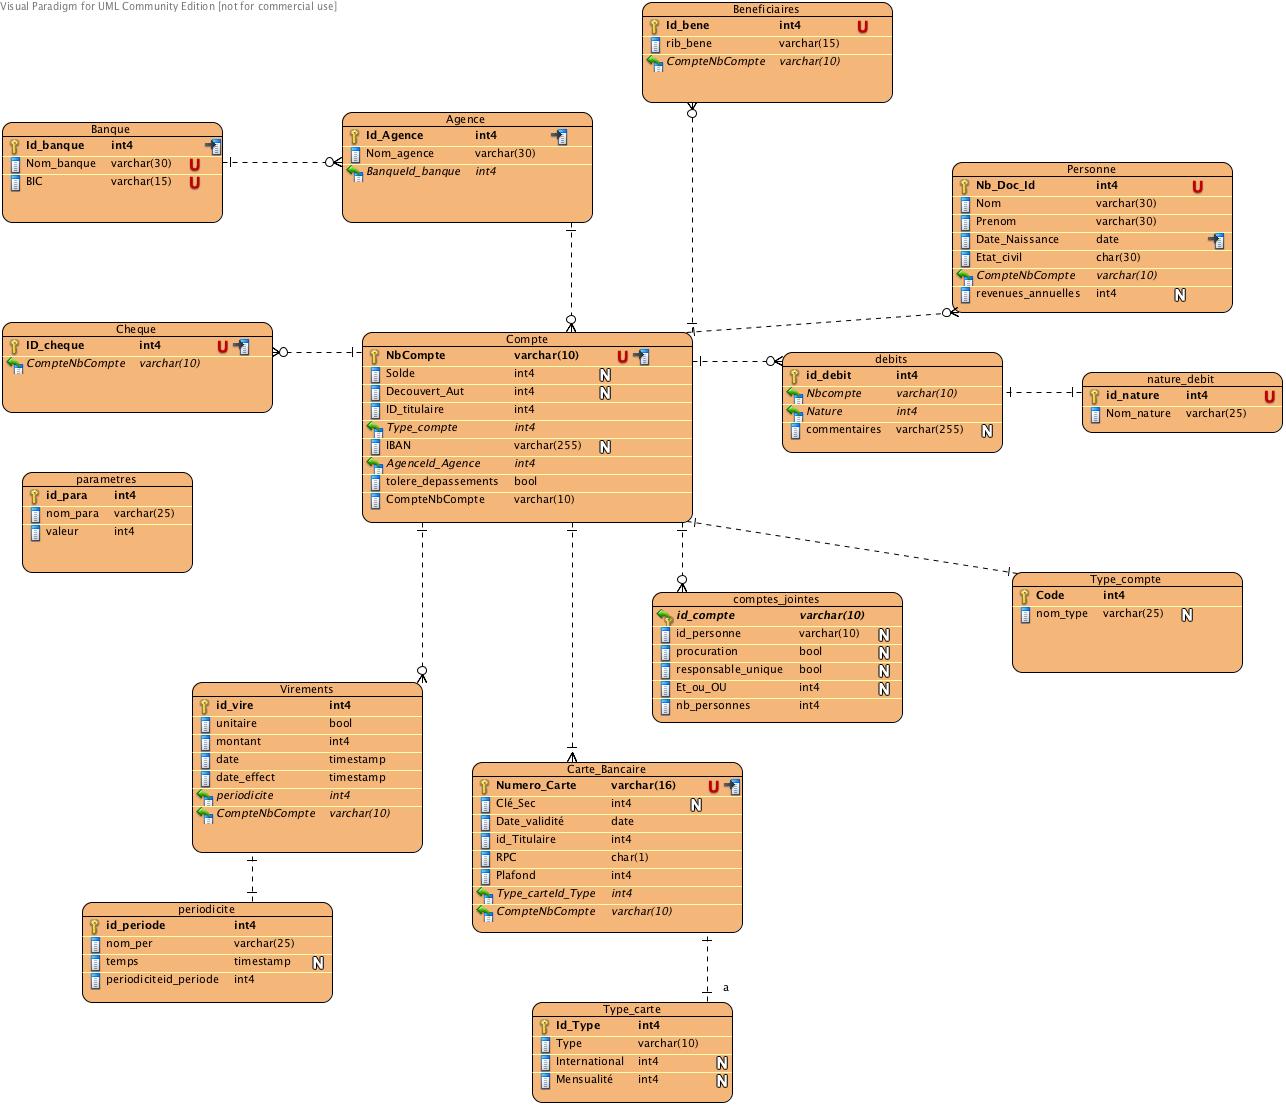 Visual Paradigm for UML Community Edition [not for commercial use]
Beneficiaires
Id_bene int4 U
rib_bene varchar(15)
CompteNbCompte varchar(10)
Banque
Id_banque int4
Nom_banque varchar(30) U
BIC varchar(15) U
Agence
Id_Agence int4
Nom_agence varchar(30)
BanqueId_banque int4
Personne
Nb_Doc_Id int4 U
Nom varchar(30)
Prenom varchar(30)
Date_Naissance date
Etat_civil char(30)
CompteNbCompte varchar(10)
revenues_annuelles int4 N
Cheque
ID_cheque int4 U
CompteNbCompte varchar(10)
Compte
NbCompte varchar(10) U
Solde int4 N
Decouvert_Aut int4 N
ID_titulaire int4
Type_compte int4
IBAN varchar(255) N
AgenceId_Agence int4
tolere_depassements bool
CompteNbCompte varchar(10)
debits
id_debit int4
Nbcompte varchar(10)
Nature int4
commentaires varchar(255) N
nature_debit
id_nature int4 U
Nom_nature varchar(25)
parametres
id_para int4
nom_para varchar(25)
valeur int4
Type_compte
Code int4
nom_type varchar(25) N
comptes_jointes
id_compte varchar(10)
id_personne varchar(10) N
procuration bool N
responsable_unique bool N
Et_ou_OU int4 N
nb_personnes int4
Virements
id_vire int4
unitaire bool
montant int4
date timestamp
date_effect timestamp
periodicite int4
CompteNbCompte varchar(10)
Carte_Bancaire
Numero_Carte varchar(16) U
Clé_Sec int4 N
Date_validité date
id_Titulaire int4
RPC char(1)
Plafond int4
Type_carteId_Type int4
CompteNbCompte varchar(10)
periodicite
id_periode int4
nom_per varchar(25)
temps timestamp N
periodiciteid_periode int4
a
Type_carte
Id_Type int4
Type varchar(10)
International int4 N
Mensualité int4 N